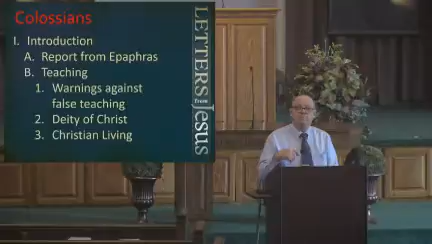 Colossians
I. Introduction
A. Report from Epaphras
B. Teaching
1. Warnings against
false teaching
2. Deity of Christ
3. Christian Living
LETTERS from Jesus